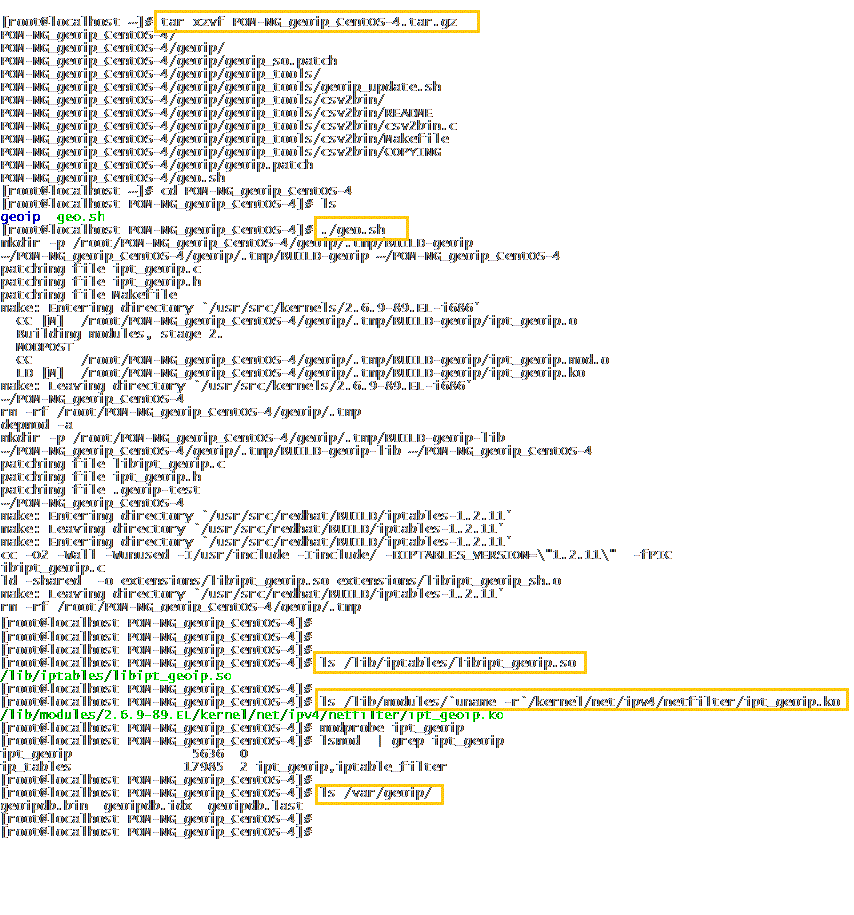 [root@localhost ~]# tar xzvf POM-NG_geoip_CentOS-4.tar.gz
POM-NG_geoip_CentOS-4/
POM-NG_geoip_CentOS-4/geoip/
POM-NG_geoip_CentOS-4/geoip/geoip_so.patch
POM-NG_geoip_CentOS-4/geoip/geoip_tools/
POM-NG_geoip_CentOS-4/geoip/geoip_tools/geoip_update.sh
POM-NG_geoip_CentOS-4/geoip/geoip_tools/csv2bin/
POM-NG_geoip_CentOS-4/geoip/geoip_tools/csv2bin/README
POM-NG_geoip_CentOS-4/geoip/geoip_tools/csv2bin/csv2bin.c
POM-NG_geoip_CentOS-4/geoip/geoip_tools/csv2bin/Makefile
POM-NG_geoip_CentOS-4/geoip/geoip_tools/csv2bin/COPYING
POM-NG_geoip_CentOS-4/geoip/geoip.patch
POM-NG_geoip_CentOS-4/geo.sh
[root@localhost ~]# cd POM-NG_geoip_CentOS-4
[root@localhost POM-NG_geoip_CentOS-4]# ls
geoip  geo.sh
[root@localhost POM-NG_geoip_CentOS-4]# ./geo.sh
mkdir -p /root/POM-NG_geoip_CentOS-4/geoip/.tmp/BUILD-geoip
~/POM-NG_geoip_CentOS-4/geoip/.tmp/BUILD-geoip ~/POM-NG_geoip_CentOS-4
patching file ipt_geoip.c
patching file ipt_geoip.h
patching file Makefile
make: Entering directory `/usr/src/kernels/2.6.9-89.EL-i686'
  CC [M]  /root/POM-NG_geoip_CentOS-4/geoip/.tmp/BUILD-geoip/ipt_geoip.o
  Building modules, stage 2.
  MODPOST
  CC      /root/POM-NG_geoip_CentOS-4/geoip/.tmp/BUILD-geoip/ipt_geoip.mod.o
  LD [M]  /root/POM-NG_geoip_CentOS-4/geoip/.tmp/BUILD-geoip/ipt_geoip.ko
make: Leaving directory `/usr/src/kernels/2.6.9-89.EL-i686'
~/POM-NG_geoip_CentOS-4
rm -rf /root/POM-NG_geoip_CentOS-4/geoip/.tmp
depmod -a
mkdir -p /root/POM-NG_geoip_CentOS-4/geoip/.tmp/BUILD-geoip-lib
~/POM-NG_geoip_CentOS-4/geoip/.tmp/BUILD-geoip-lib ~/POM-NG_geoip_CentOS-4
patching file libipt_geoip.c
patching file ipt_geoip.h
patching file .geoip-test
~/POM-NG_geoip_CentOS-4
make: Entering directory `/usr/src/redhat/BUILD/iptables-1.2.11'
make: Leaving directory `/usr/src/redhat/BUILD/iptables-1.2.11'
make: Entering directory `/usr/src/redhat/BUILD/iptables-1.2.11'
cc -O2 -Wall -Wunused -I/usr/include -Iinclude/ -DIPTABLES_VERSION=\"1.2.11\"  -fPIC
ibipt_geoip.c
ld -shared  -o extensions/libipt_geoip.so extensions/libipt_geoip_sh.o
make: Leaving directory `/usr/src/redhat/BUILD/iptables-1.2.11'
rm -rf /root/POM-NG_geoip_CentOS-4/geoip/.tmp
[root@localhost POM-NG_geoip_CentOS-4]#
[root@localhost POM-NG_geoip_CentOS-4]#
[root@localhost POM-NG_geoip_CentOS-4]#
[root@localhost POM-NG_geoip_CentOS-4]# ls /lib/iptables/libipt_geoip.so
/lib/iptables/libipt_geoip.so
[root@localhost POM-NG_geoip_CentOS-4]#
[root@localhost POM-NG_geoip_CentOS-4]# ls /lib/modules/`uname -r`/kernel/net/ipv4/netfilter/ipt_geoip.ko
/lib/modules/2.6.9-89.EL/kernel/net/ipv4/netfilter/ipt_geoip.ko
[root@localhost POM-NG_geoip_CentOS-4]# modprobe ipt_geoip
[root@localhost POM-NG_geoip_CentOS-4]# lsmod  | grep ipt_geoip
ipt_geoip               5636  0
ip_tables              17985  2 ipt_geoip,iptable_filter
[root@localhost POM-NG_geoip_CentOS-4]#
[root@localhost POM-NG_geoip_CentOS-4]# ls /var/geoip/
geoipdb.bin  geoipdb.idx  geoipdb.last
[root@localhost POM-NG_geoip_CentOS-4]#
[root@localhost POM-NG_geoip_CentOS-4]#